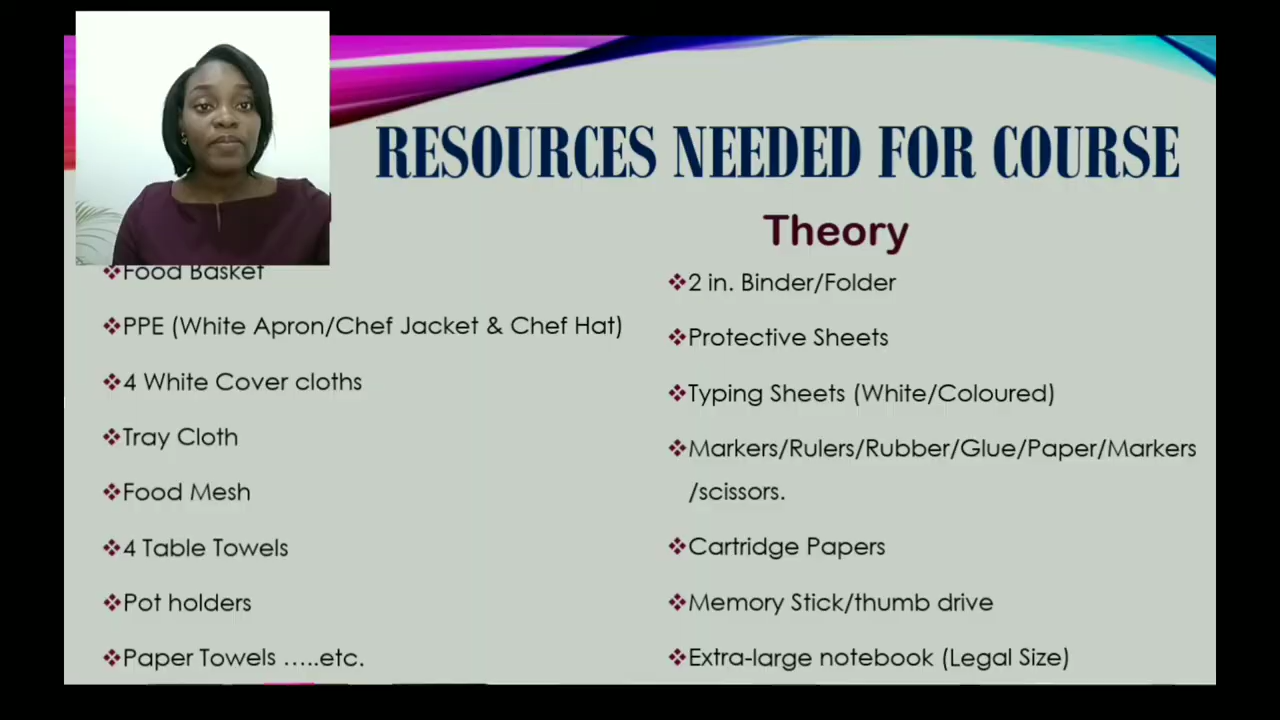 RESOURCES NEEDED FOR COURSE
Food Basket
PPE (White Apron/Chef Jacket & Chef Hat)
4 White Cover cloths
Tray Cloth
Food Mesh
4 Table Towels
Pot holders
Paper Towels …..etc.
Theory
2 in. Binder/Folder
Protective Sheets
Typing Sheets (White/Coloured)
Markers/Rulers/Rubber/Glue/Paper/Markers
/scissors.
Cartridge Papers
Memory Stick/thumb drive
Extra-large notebook (Legal Size)